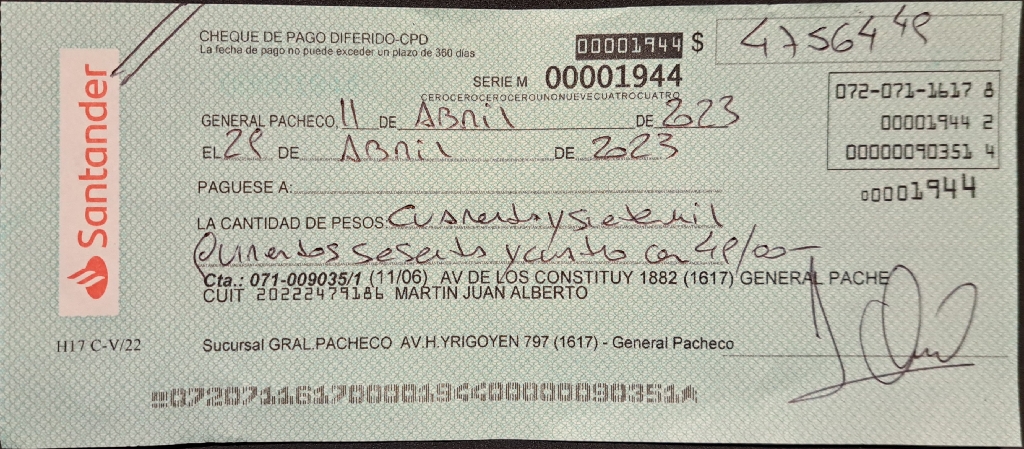 Santander
CHEQUE DE PAGO DIFERIDO-CPD
La fecha de pago no puede exceder un plazo de 360 días
00001944 $ 47564 49
SERIE M 00001944
CEROCEROCEROCEROUNONUEVECUATROCUATRO
072-071-1617 8
00001944 2
00000090351 4
00001944
GENERAL PACHECO, 11 DE ABRIL DE 2023
EL 29 DE ABRIL DE 2023
PAGUESE A:
LA CANTIDAD DE PESOS: Cuarenta y siete mil
Quinientos sesenta y cuatro con 49/00-
Cta.: 071-009035/1 (11/06) AV DE LOS CONSTITUY 1882 (1617) GENERAL PACHE
CUIT 20222479186 MARTIN JUAN ALBERTO
H17 C-V/22
Sucursal GRAL.PACHECO AV.H.YRIGOYEN 797 (1617) - General Pacheco